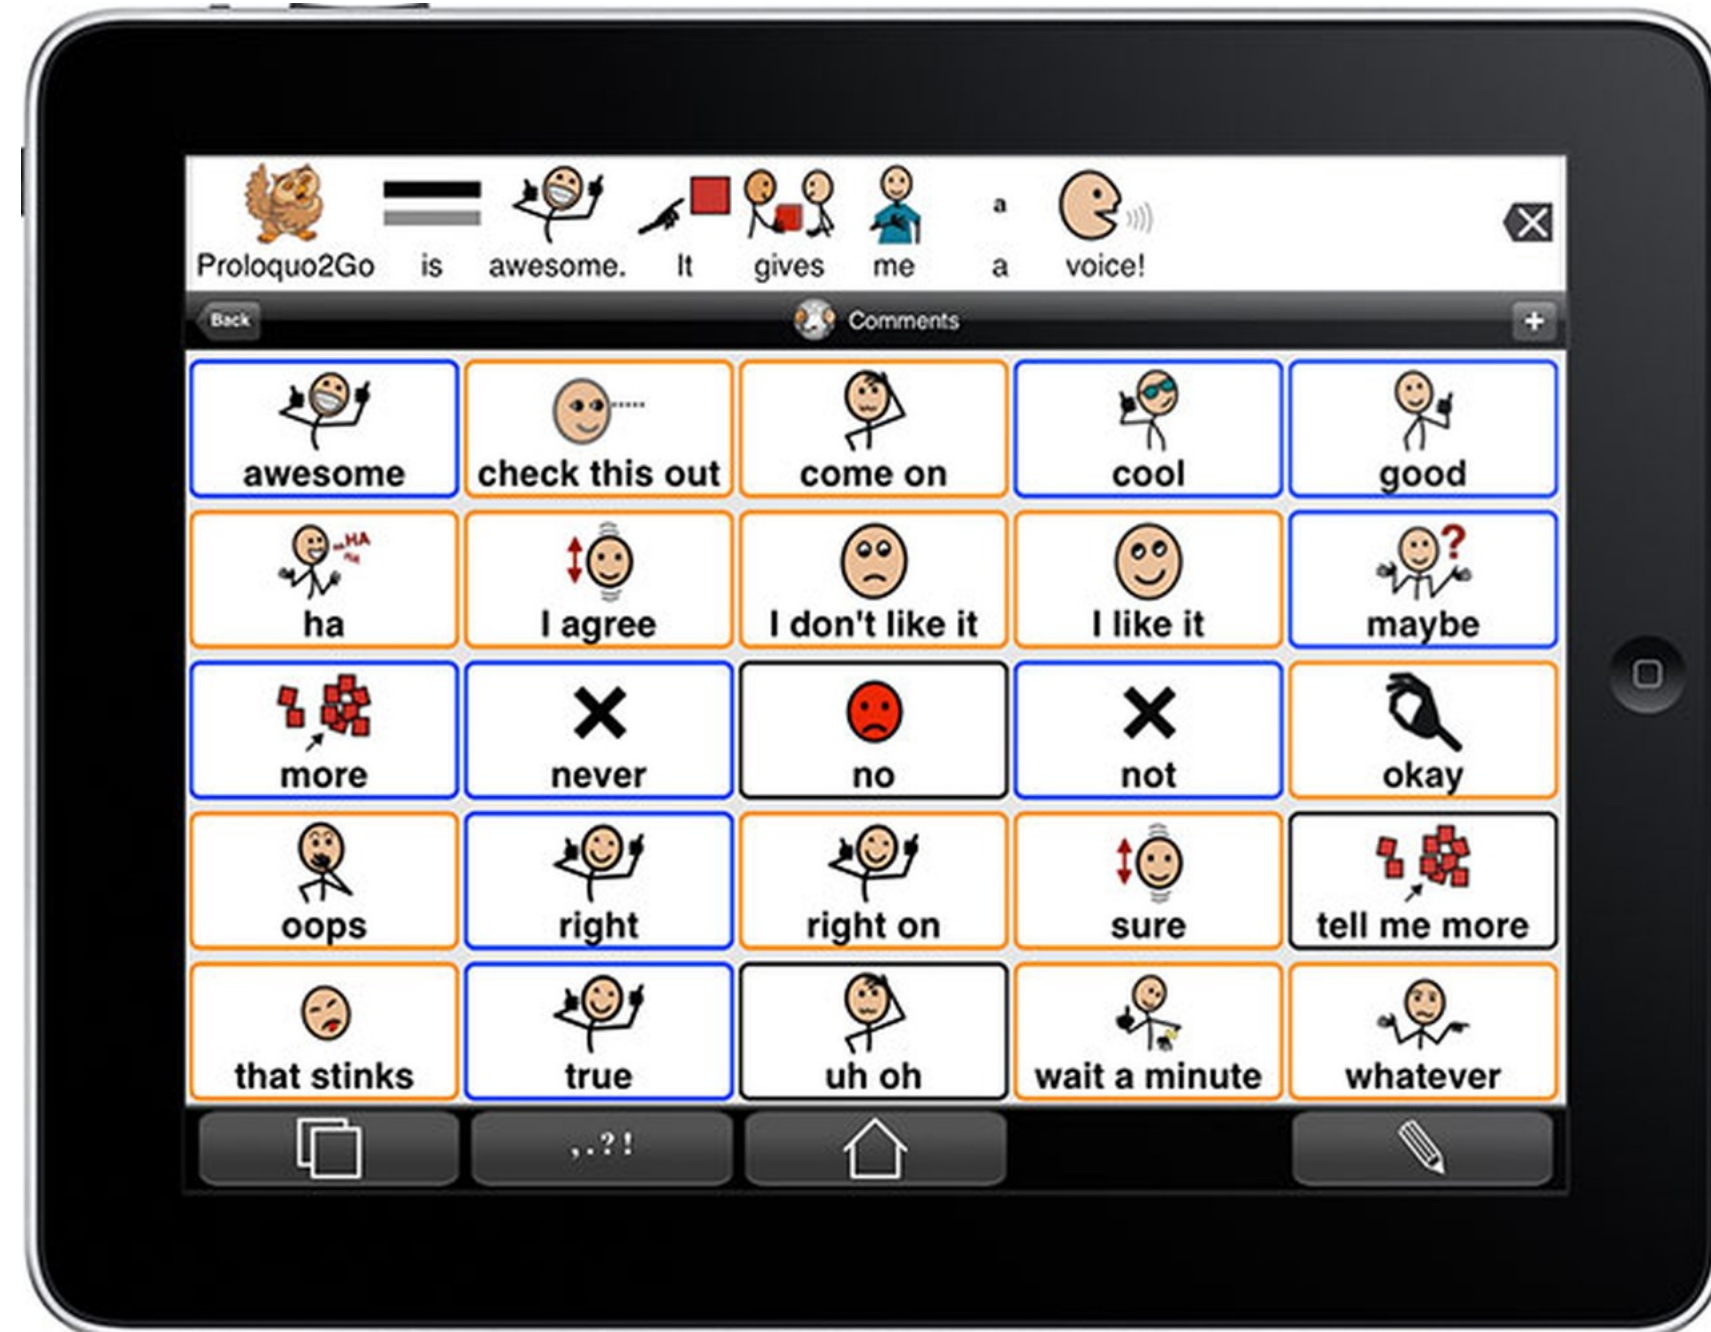 Proloquo2Go is awesome. It gives me a voice!
Back Comments +
awesome check this out come on cool good
HA
ha I agree I don't like it I like it maybe
more never no not okay
oops right right on sure tell me more
that stinks true uh oh wait a minute whatever
,.?!